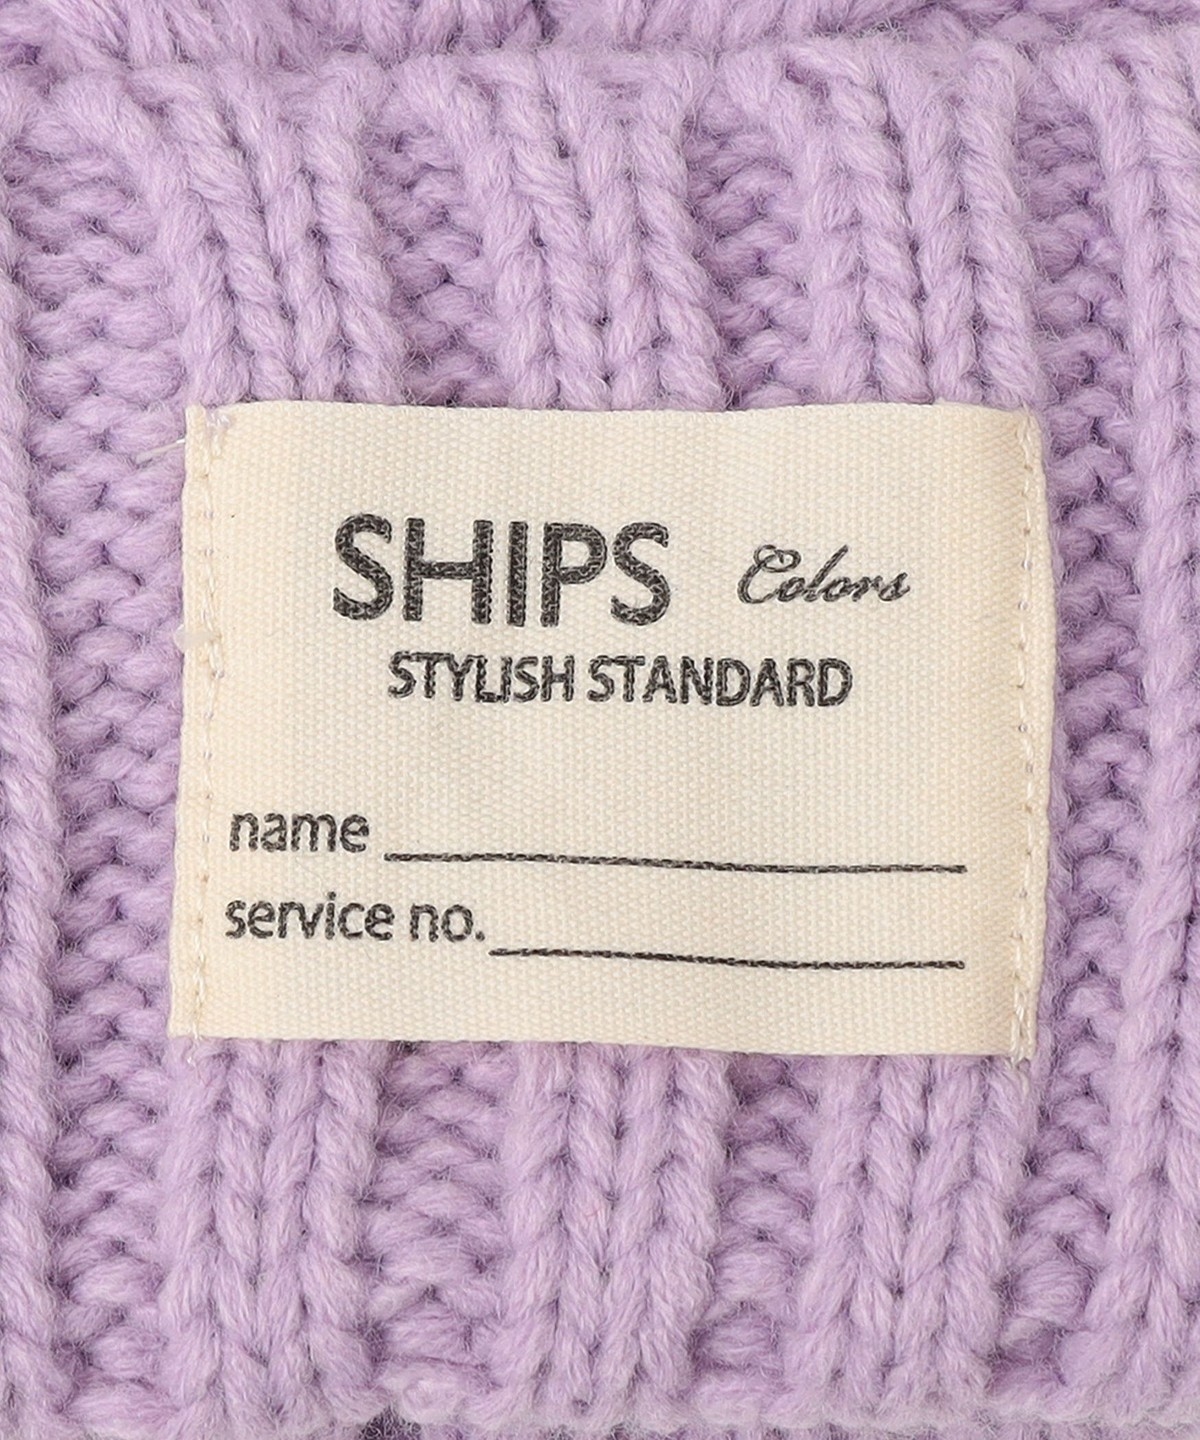 SHIPS Colors
STYLISH STANDARD
name
service no.